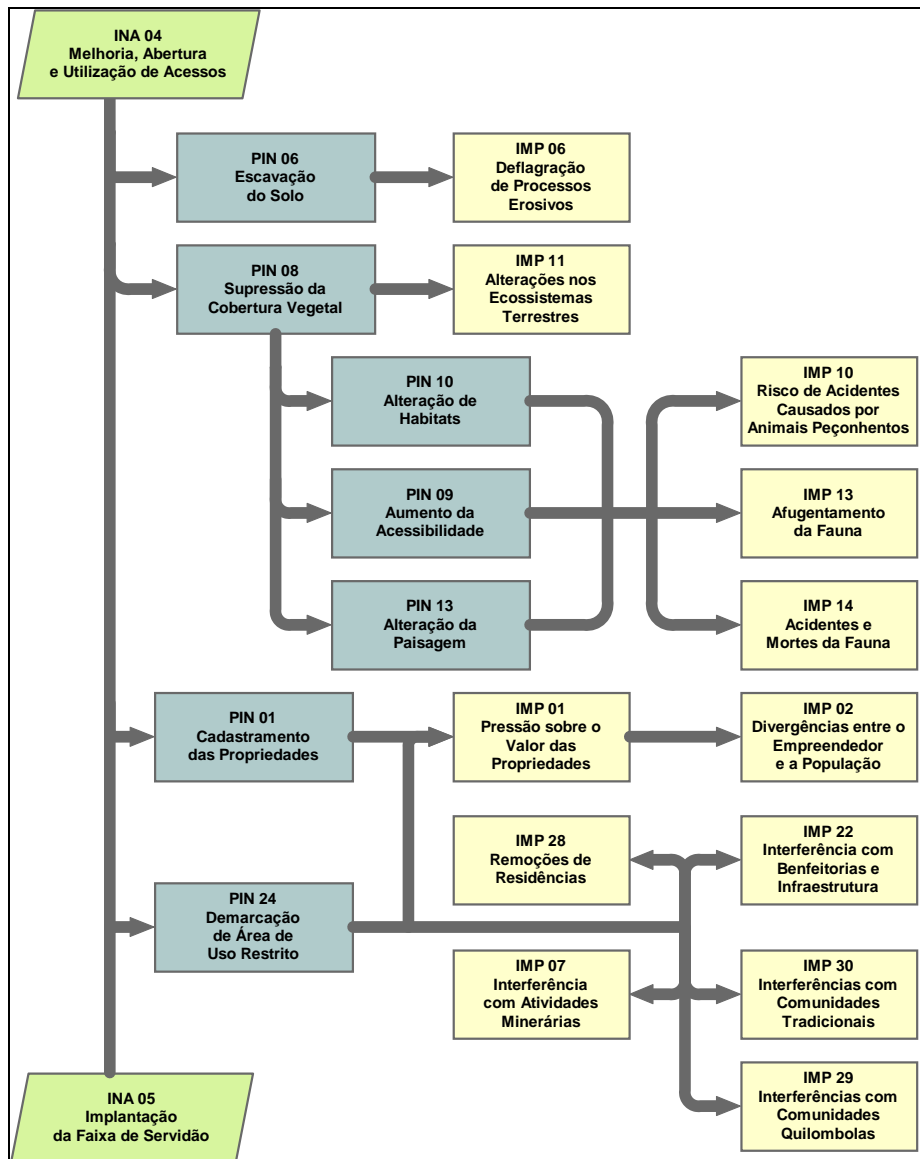 INA 04
Melhoria, Abertura
e Utilização de Acessos
PIN 06
Escavação
do Solo
IMP 06
Deflagração
de Processos
Erosivos
PIN 08
Supressão da
Cobertura Vegetal
IMP 11
Alterações nos
Ecossistemas
Terrestres
PIN 10
Alteração de
Habitats
IMP 10
Risco de Acidentes
Causados por
Animais Peçonhentos
PIN 09
Aumento da
Acessibilidade
IMP 13
Afugentamento
da Fauna
PIN 13
Alteração da
Paisagem
IMP 14
Acidentes e
Mortes da Fauna
PIN 01
Cadastramento
das Propriedades
IMP 01
Pressão sobre o
Valor das
Propriedades
IMP 02
Divergências entre o
Empreendedor
e a População
IMP 28
Remoções de
Residências
IMP 22
Interferência com
Benfeitorias e
Infraestrutura
PIN 24
Demarcação
de Área de
Uso Restrito
IMP 07
Interferência
com Atividades
Minerárias
IMP 30
Interferências com
Comunidades
Tradicionais
INA 05
Implantação
da Faixa de Servidão
IMP 29
Interferências com
Comunidades
Quilombolas